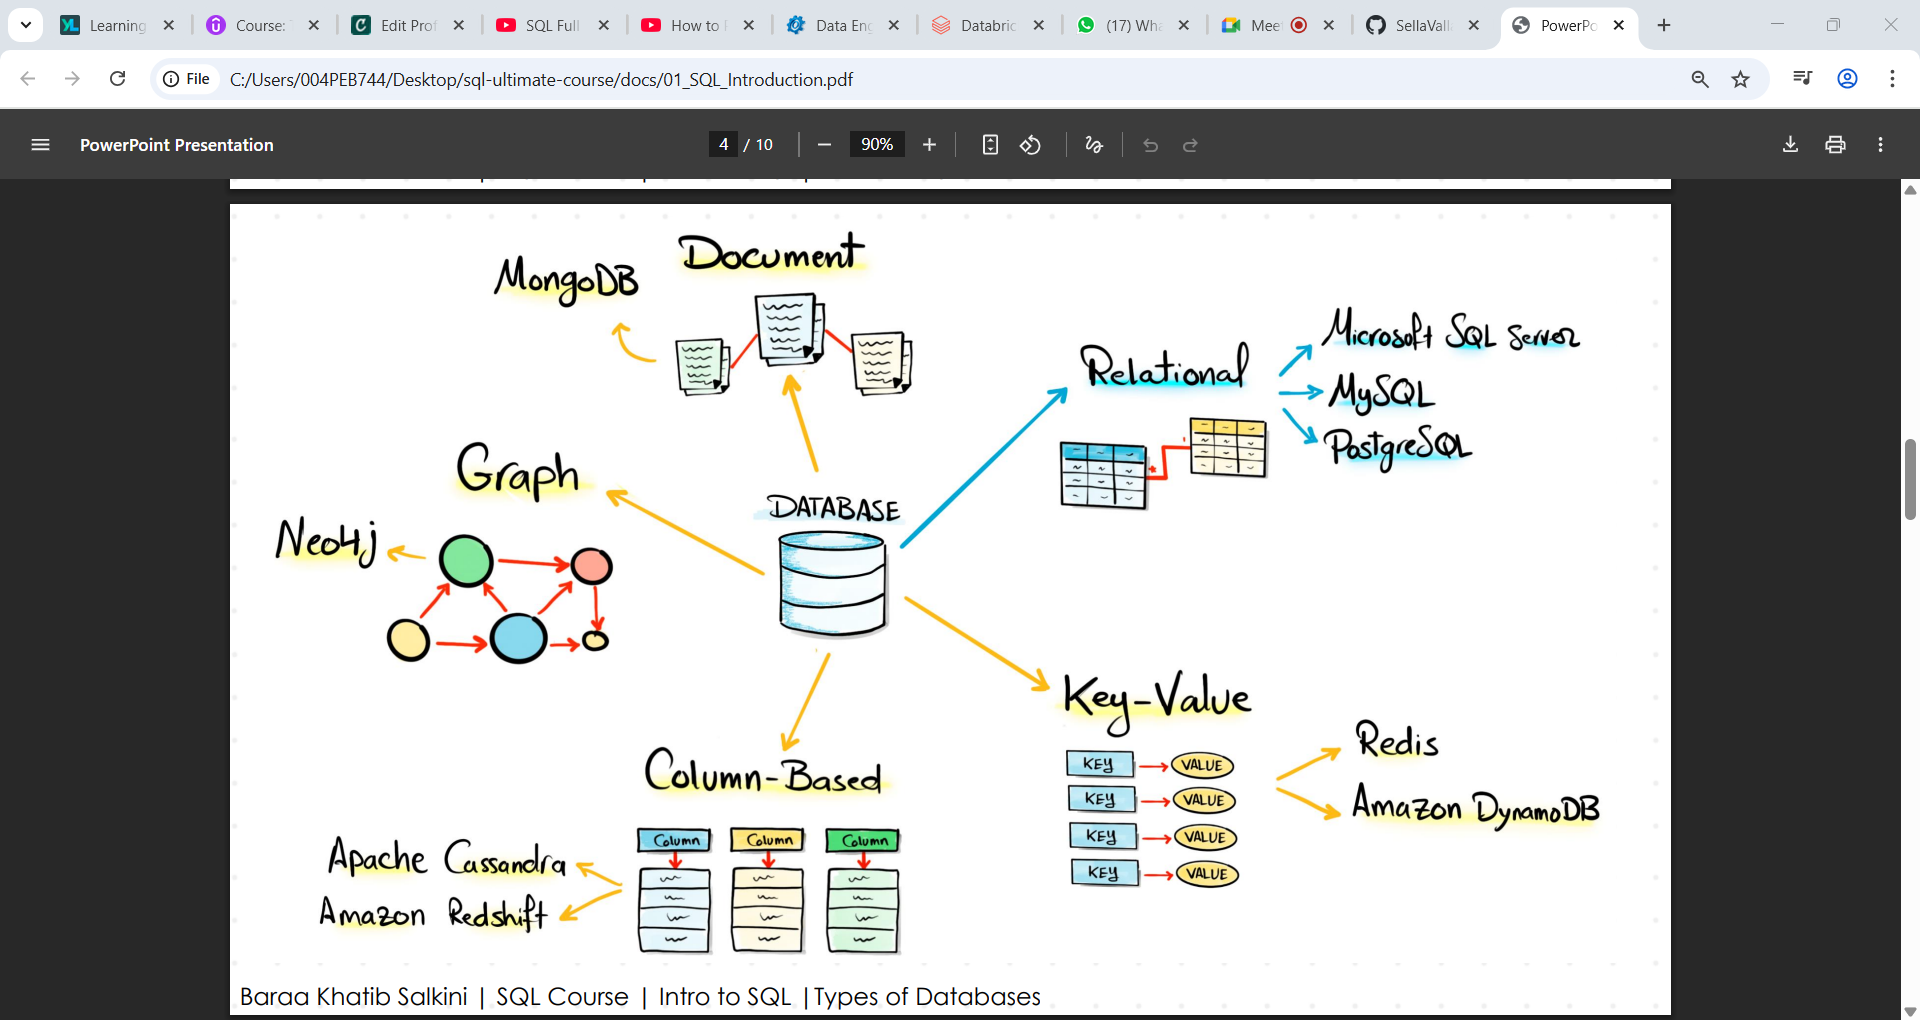 Learning
Course:
Edit Prof
SQL Full
How to
Data Eng
Databric
(17) Wha
Meet
SellaVall
PowerPo
File
C:/Users/004PEB744/Desktop/sql-ultimate-course/docs/01_SQL_Introduction.pdf
PowerPoint Presentation
4 / 10
90%
Document
MongoDB
Microsoft SQL Server
Relational
MySQL
PostgreSQL
Graph
DATABASE
Neo4j
Key-Value
Redis
Column-Based
KEY VALUE
KEY VALUE
Amazon DynamoDB
KEY VALUE
Column Column Column
Apache Cassandra
KEY VALUE
Amazon Redshift
Baraa Khatib Salkini | SQL Course | Intro to SQL |Types of Databases